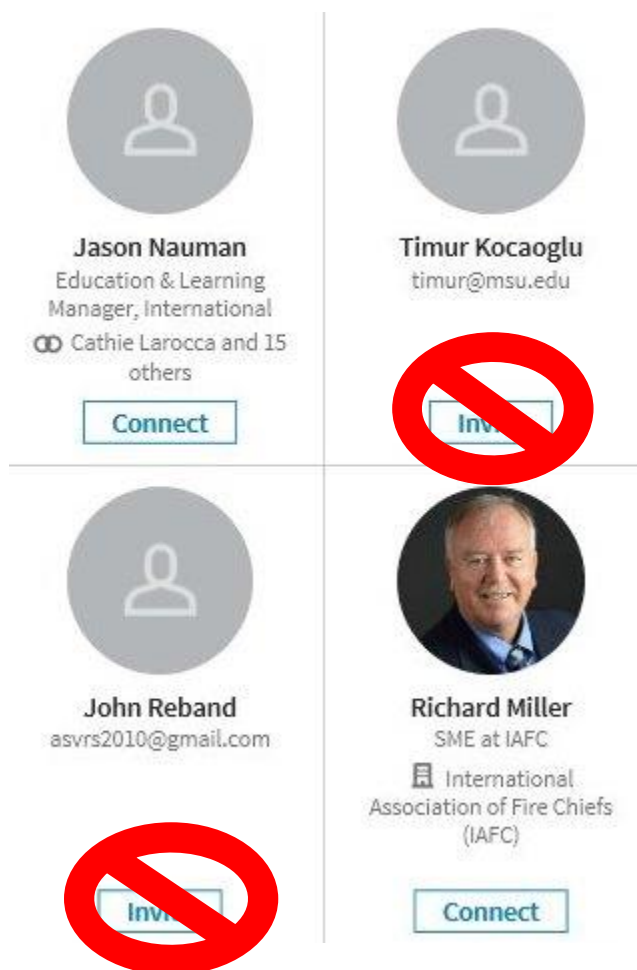 Jason Nauman
Education & Learning
Manager, International
Cathie Larocca and 15
others
Connect
Timur Kocaoglu
timur@msu.edu
John Reband
asvrs2010@gmail.com
Richard Miller
SME at IAFC
International
Association of Fire Chiefs
(IAFC)
Connect